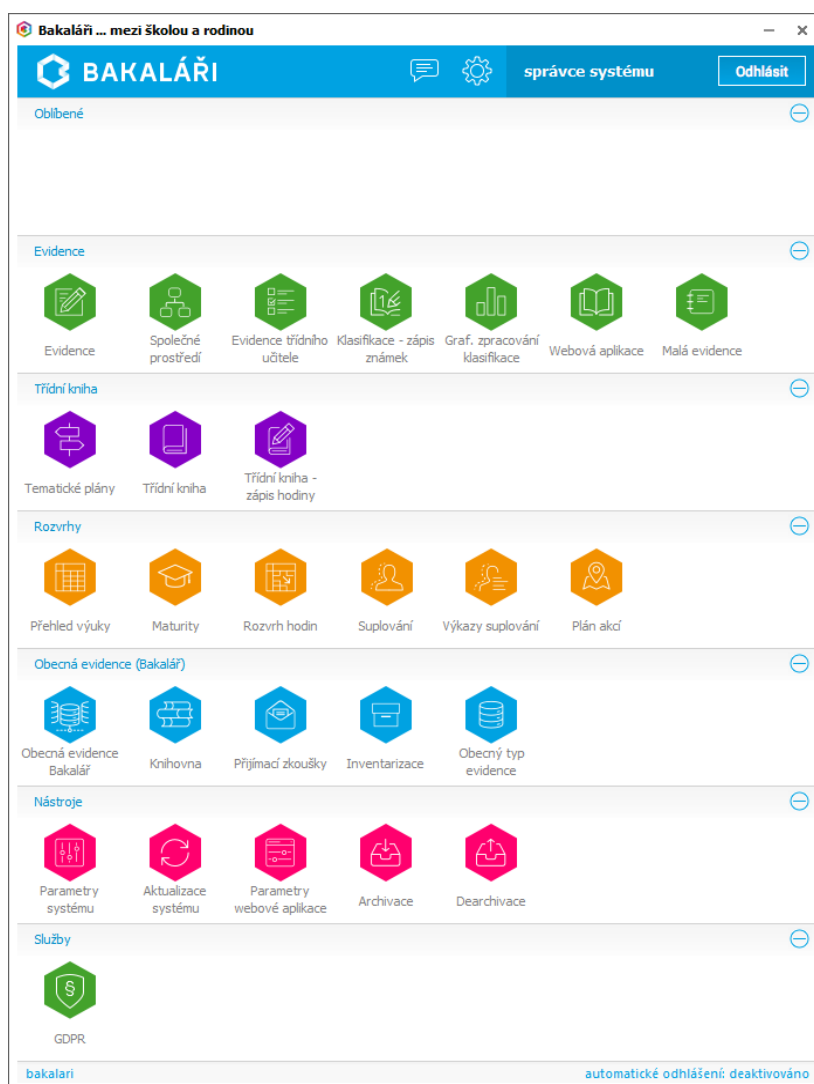 Bakaláři ... mezi školou a rodinou
BAKALÁŘI
správce systému
Odhlásit
Oblíbené
Evidence
Evidence
Společné
prostředí
Evidence třídního
učitele
Klasifikace - zápis
známek
Graf. zpracování
klasifikace
Webová aplikace
Malá evidence
Třídní kniha
Tematické plány
Třídní kniha
Třídní kniha -
zápis hodiny
Rozvrhy
Přehled výuky
Maturity
Rozvrh hodin
Suplování
Výkazy suplování
Plán akcí
Obecná evidence (Bakalář)
Obecná evidence
Bakalář
Knihovna
Přijímací zkoušky
Inventarizace
Obecný typ
evidence
Nástroje
Parametry
systému
Aktualizace
systému
Parametry
webové aplikace
Archivace
Dearchivace
Služby
§
GDPR
bakalari
automatické odhlášení: deaktivováno